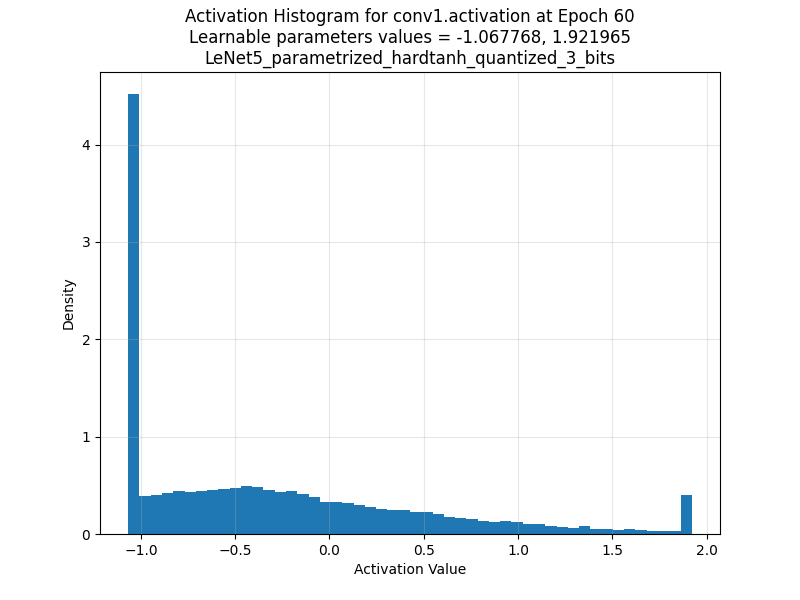 Activation Histogram for conv1.activation at Epoch 60
Learnable parameters values = -1.067768, 1.921965
LeNet5_parametrized_hardtanh_quantized_3_bits
4
3
2
1
0
Density
−1.0 −0.5 0.0 0.5 1.0 1.5 2.0
Activation Value